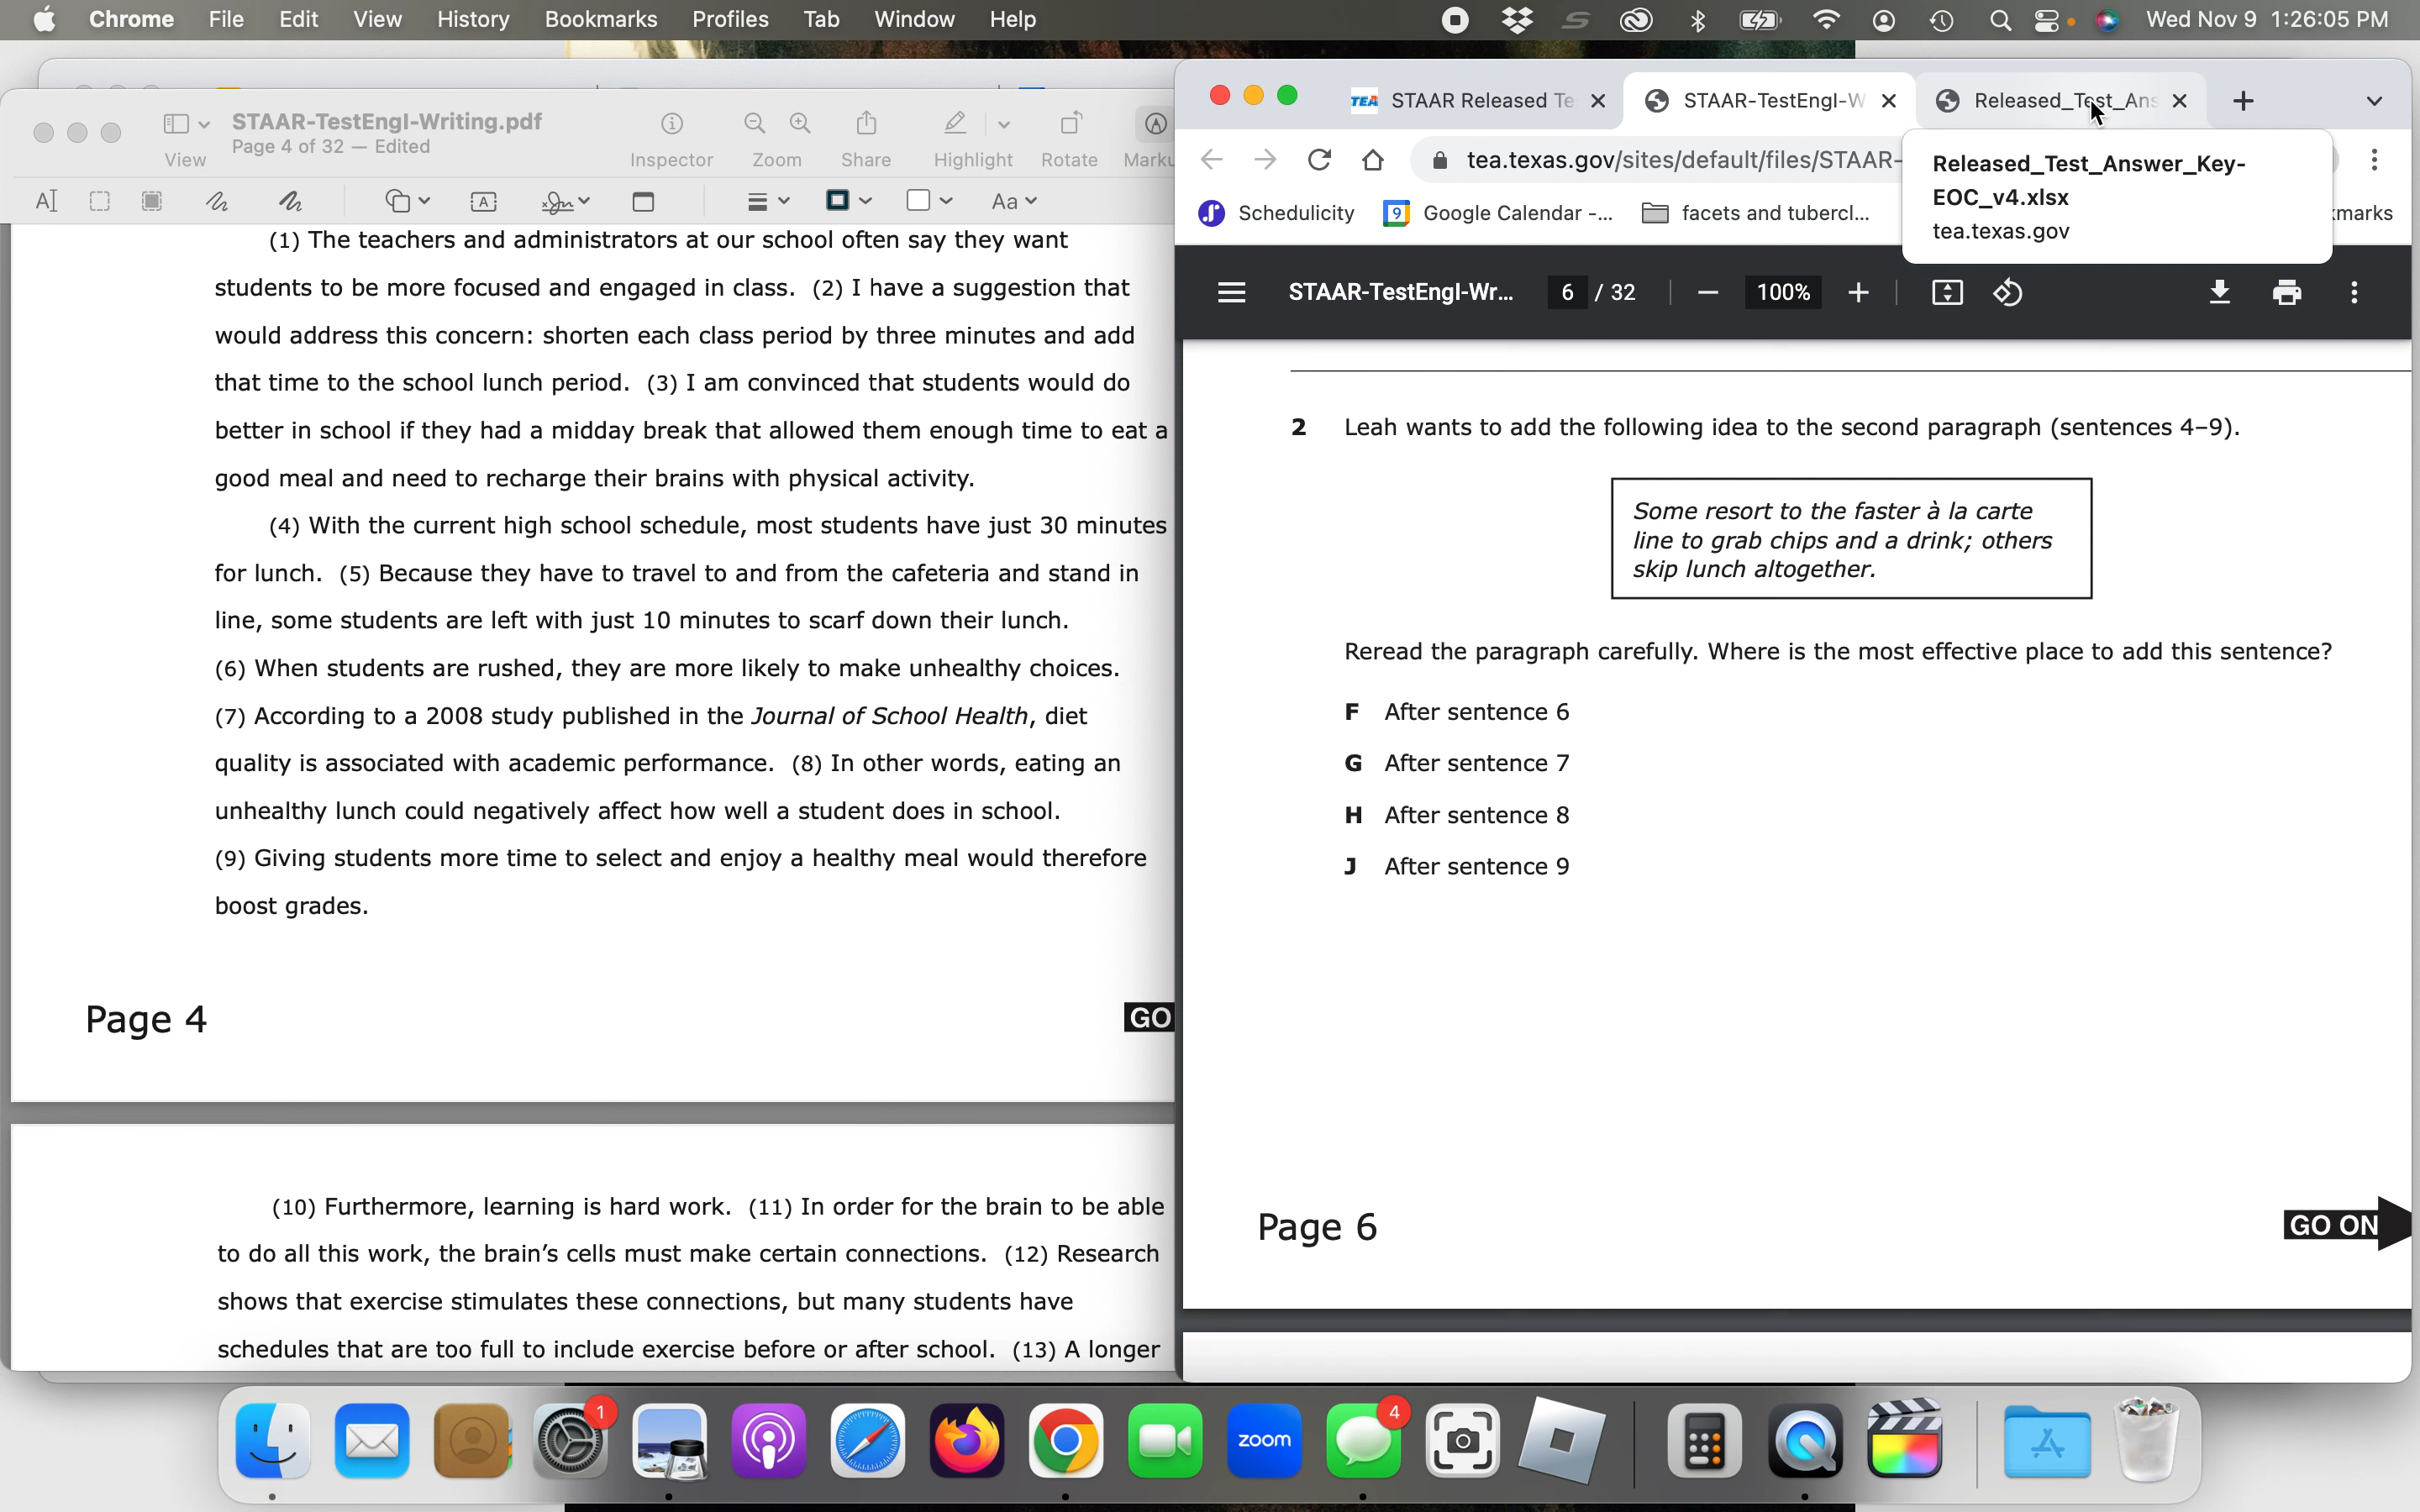 Chrome File Edit View History Bookmarks Profiles Tab Window Help Wed Nov 9 1:26:05 PM
STAAR-TestEngI-Writing.pdf
Page 4 of 32 — Edited
View Inspector Zoom Share Highlight Rotate Marku
A Aa
(1) The teachers and administrators at our school often say they want
students to be more focused and engaged in class. (2) I have a suggestion that
would address this concern: shorten each class period by three minutes and add
that time to the school lunch period. (3) I am convinced that students would do
better in school if they had a midday break that allowed them enough time to eat a
good meal and need to recharge their brains with physical activity.
(4) With the current high school schedule, most students have just 30 minutes
for lunch. (5) Because they have to travel to and from the cafeteria and stand in
line, some students are left with just 10 minutes to scarf down their lunch.
(6) When students are rushed, they are more likely to make unhealthy choices.
(7) According to a 2008 study published in the Journal of School Health, diet
quality is associated with academic performance. (8) In other words, eating an
unhealthy lunch could negatively affect how well a student does in school.
(9) Giving students more time to select and enjoy a healthy meal would therefore
boost grades.
Page 4
GO
(10) Furthermore, learning is hard work. (11) In order for the brain to be able
to do all this work, the brain's cells must make certain connections. (12) Research
shows that exercise stimulates these connections, but many students have
schedules that are too full to include exercise before or after school. (13) A longer
TEA STAAR Released Te STAAR-TestEngI-W Released_Test_Ans
tea.texas.gov/sites/default/files/STAAR-
Released_Test_Answer_Key-
EOC_v4.xlsx
tea.texas.gov
Schedulicity 9 Google Calendar -... facets and tubercl... kmarks
STAAR-TestEngI-Wr... 6 / 32 100%
2 Leah wants to add the following idea to the second paragraph (sentences 4–9).
Some resort to the faster à la carte
line to grab chips and a drink; others
skip lunch altogether.
Reread the paragraph carefully. Where is the most effective place to add this sentence?
F After sentence 6
G After sentence 7
H After sentence 8
J After sentence 9
Page 6
GO ON
1 zoom 4